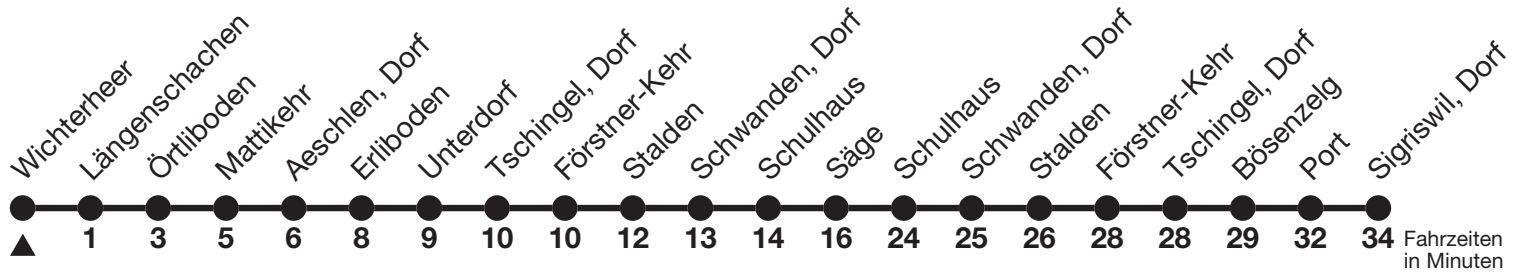 Wichterheer
Längenschachen
Örtliboden
Mattikehr
Aeschlen, Dorf
Erliboden
Unterdorf
Tschingel, Dorf
Förstner-Kehr
Stalden
Schwanden, Dorf
Schulhaus
Säge
Schulhaus
Schwanden, Dorf
Stalden
Förstner-Kehr
Tschingel, Dorf
Bösenzelg
Port
Sigriswil, Dorf
1 3 5 6 8 9 10 10 12 13 14 16 24 25 26 28 28 29 32 34 Fahrzeiten
in Minuten